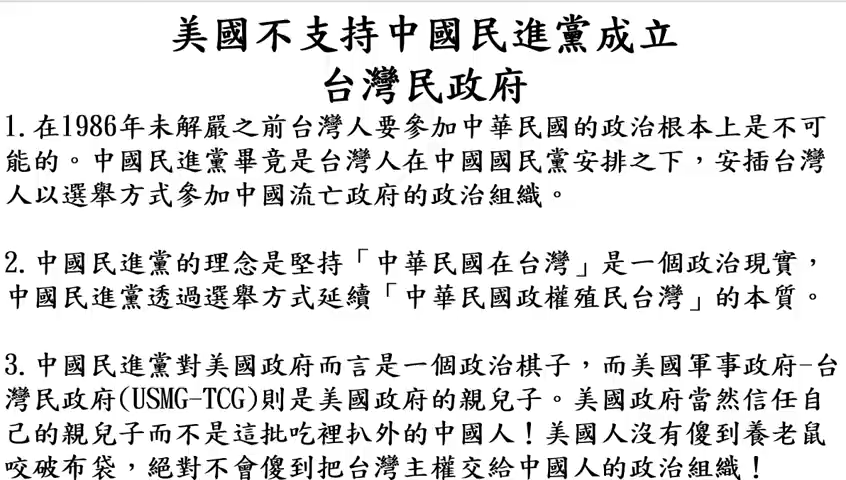 美國不支持中國民進黨成立
台灣民政府
1.在1986年未解嚴之前台灣人要參加中華民國的政治根本上是不可
能的。中國民進黨畢竟是台灣人在中國國民黨安排之下，安插台灣
人以選舉方式參加中國流亡政府的政治組織。
2.中國民進黨的理念是堅持「中華民國在台灣」是一個政治現實，
中國民進黨透過選舉方式延續「中華民國政權殖民台灣」的本質。
3.中國民進黨對美國政府而言是一個政治棋子，而美國軍事政府-台
灣民政府(USMG-TCG)則是美國政府的親兒子。美國政府當然信任自
己的親兒子而不是這批吃裡扒外的中國人！美國人沒有傻到養老鼠
咬破布袋，絕對不會傻到把台灣主權交給中國人的政治組織！